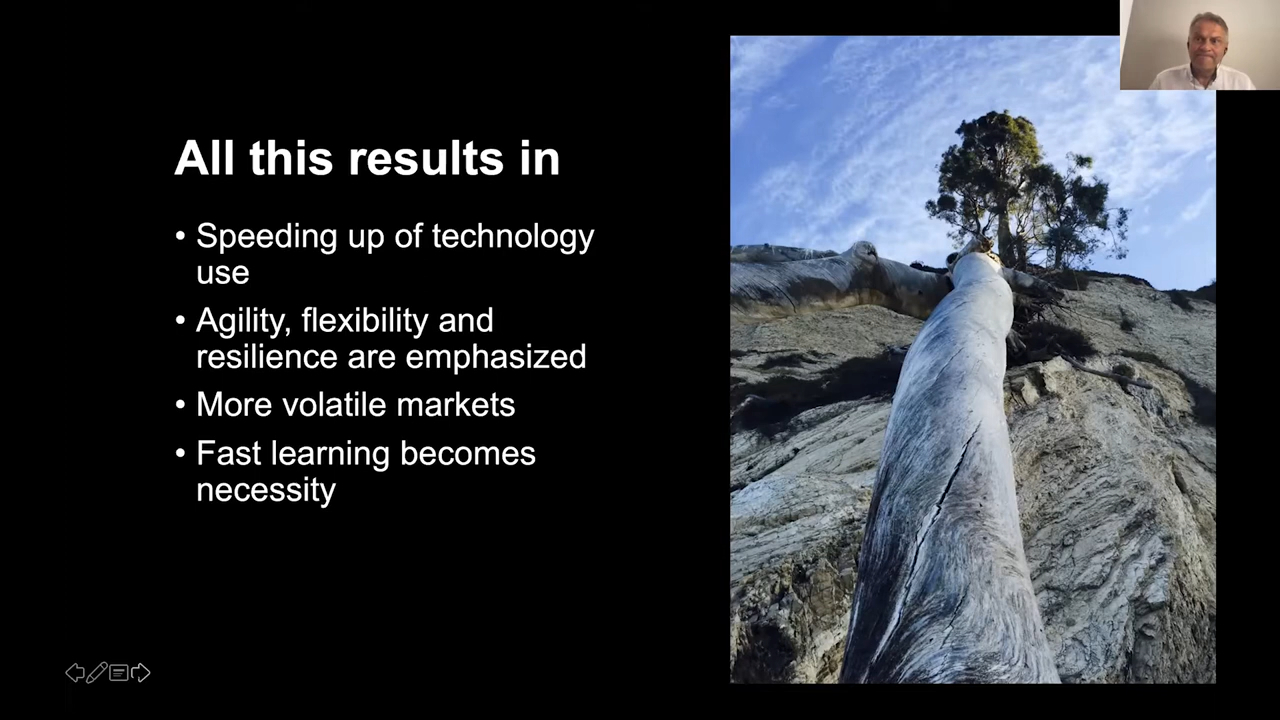 All this results in
• Speeding up of technology
use
• Agility, flexibility and
resilience are emphasized
• More volatile markets
• Fast learning becomes
necessity